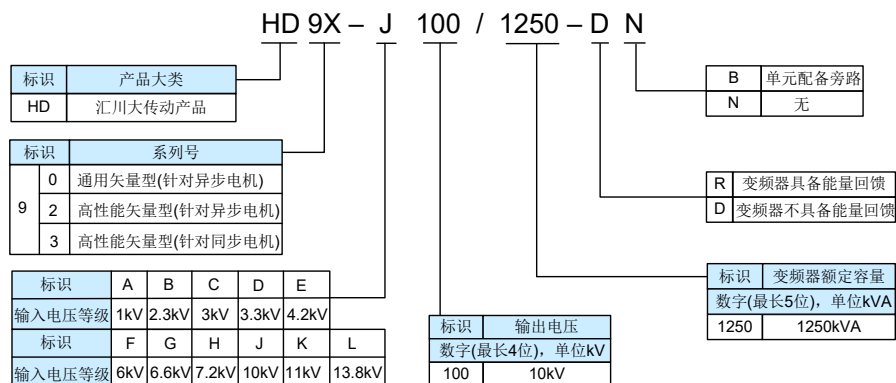 HD 9X – J 100 / 1250 – D N
标识 产品大类
HD 汇川大传动产品
标识 系列号
9 0 通用矢量型(针对异步电机)
2 高性能矢量型(针对异步电机)
3 高性能矢量型(针对同步电机)
标识 A B C D E
输入电压等级 1kV 2.3kV 3kV 3.3kV 4.2kV
标识 F G H J K L
输入电压等级 6kV 6.6kV 7.2kV 10kV 11kV 13.8kV
标识 输出电压
数字(最长4位)，单位kV
100 10kV
B 单元配备旁路
N 无
R 变频器具备能量回馈
D 变频器不具备能量回馈
标识 变频器额定容量
数字(最长5位)，单位kVA
1250 1250kVA